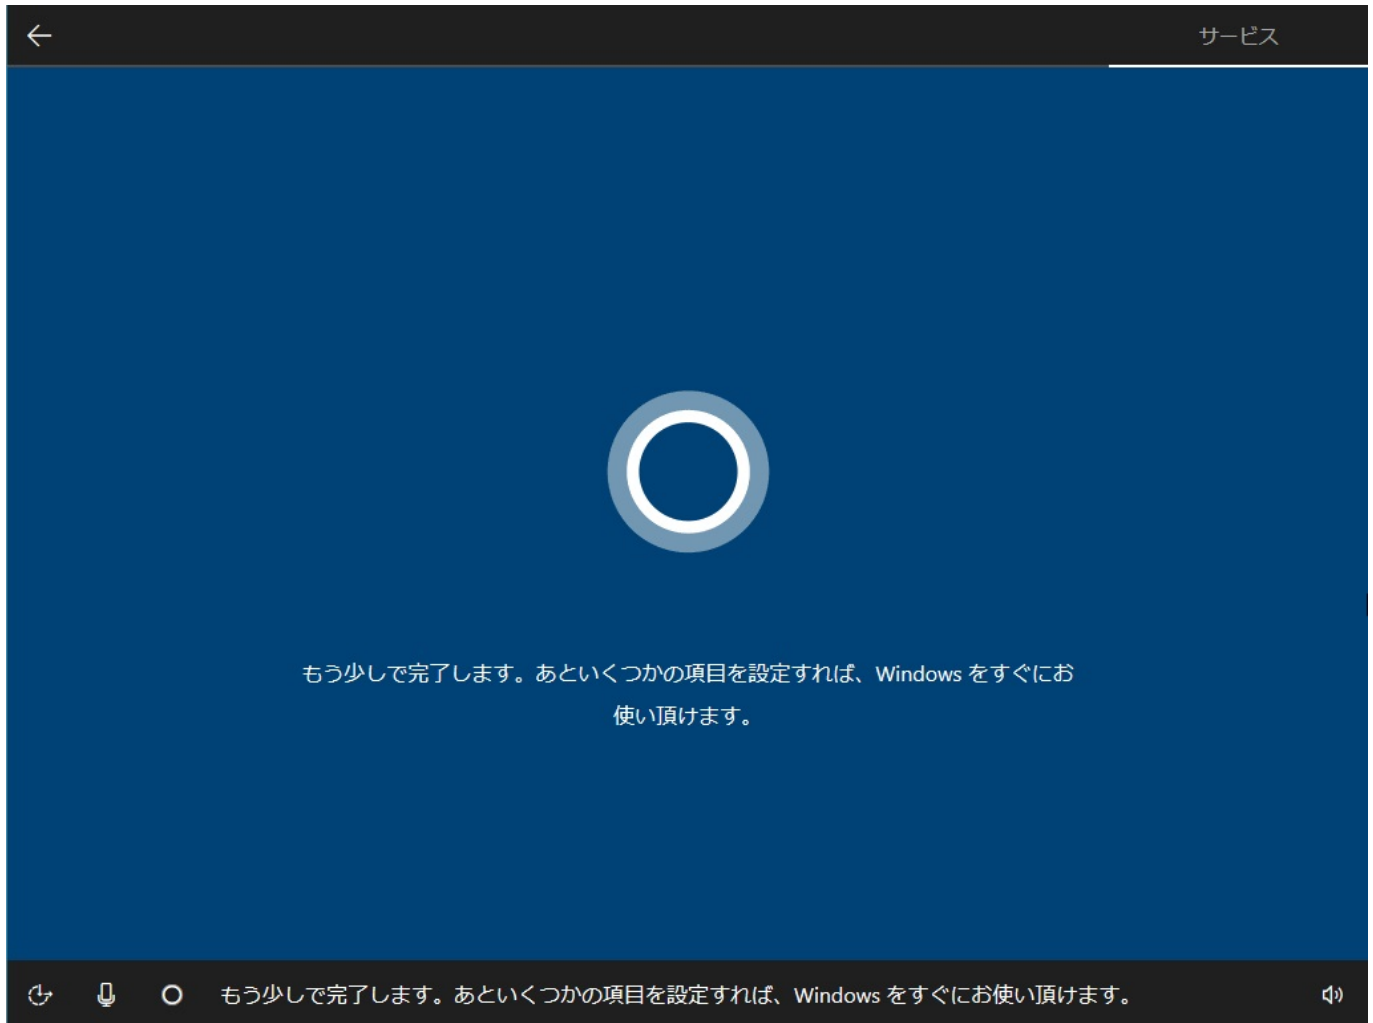 サービス
もう少しで完了します。あといくつかの項目を設定すれば、Windows をすぐにお
使い頂けます。
もう少しで完了します。あといくつかの項目を設定すれば、Windows をすぐにお使い頂けます。